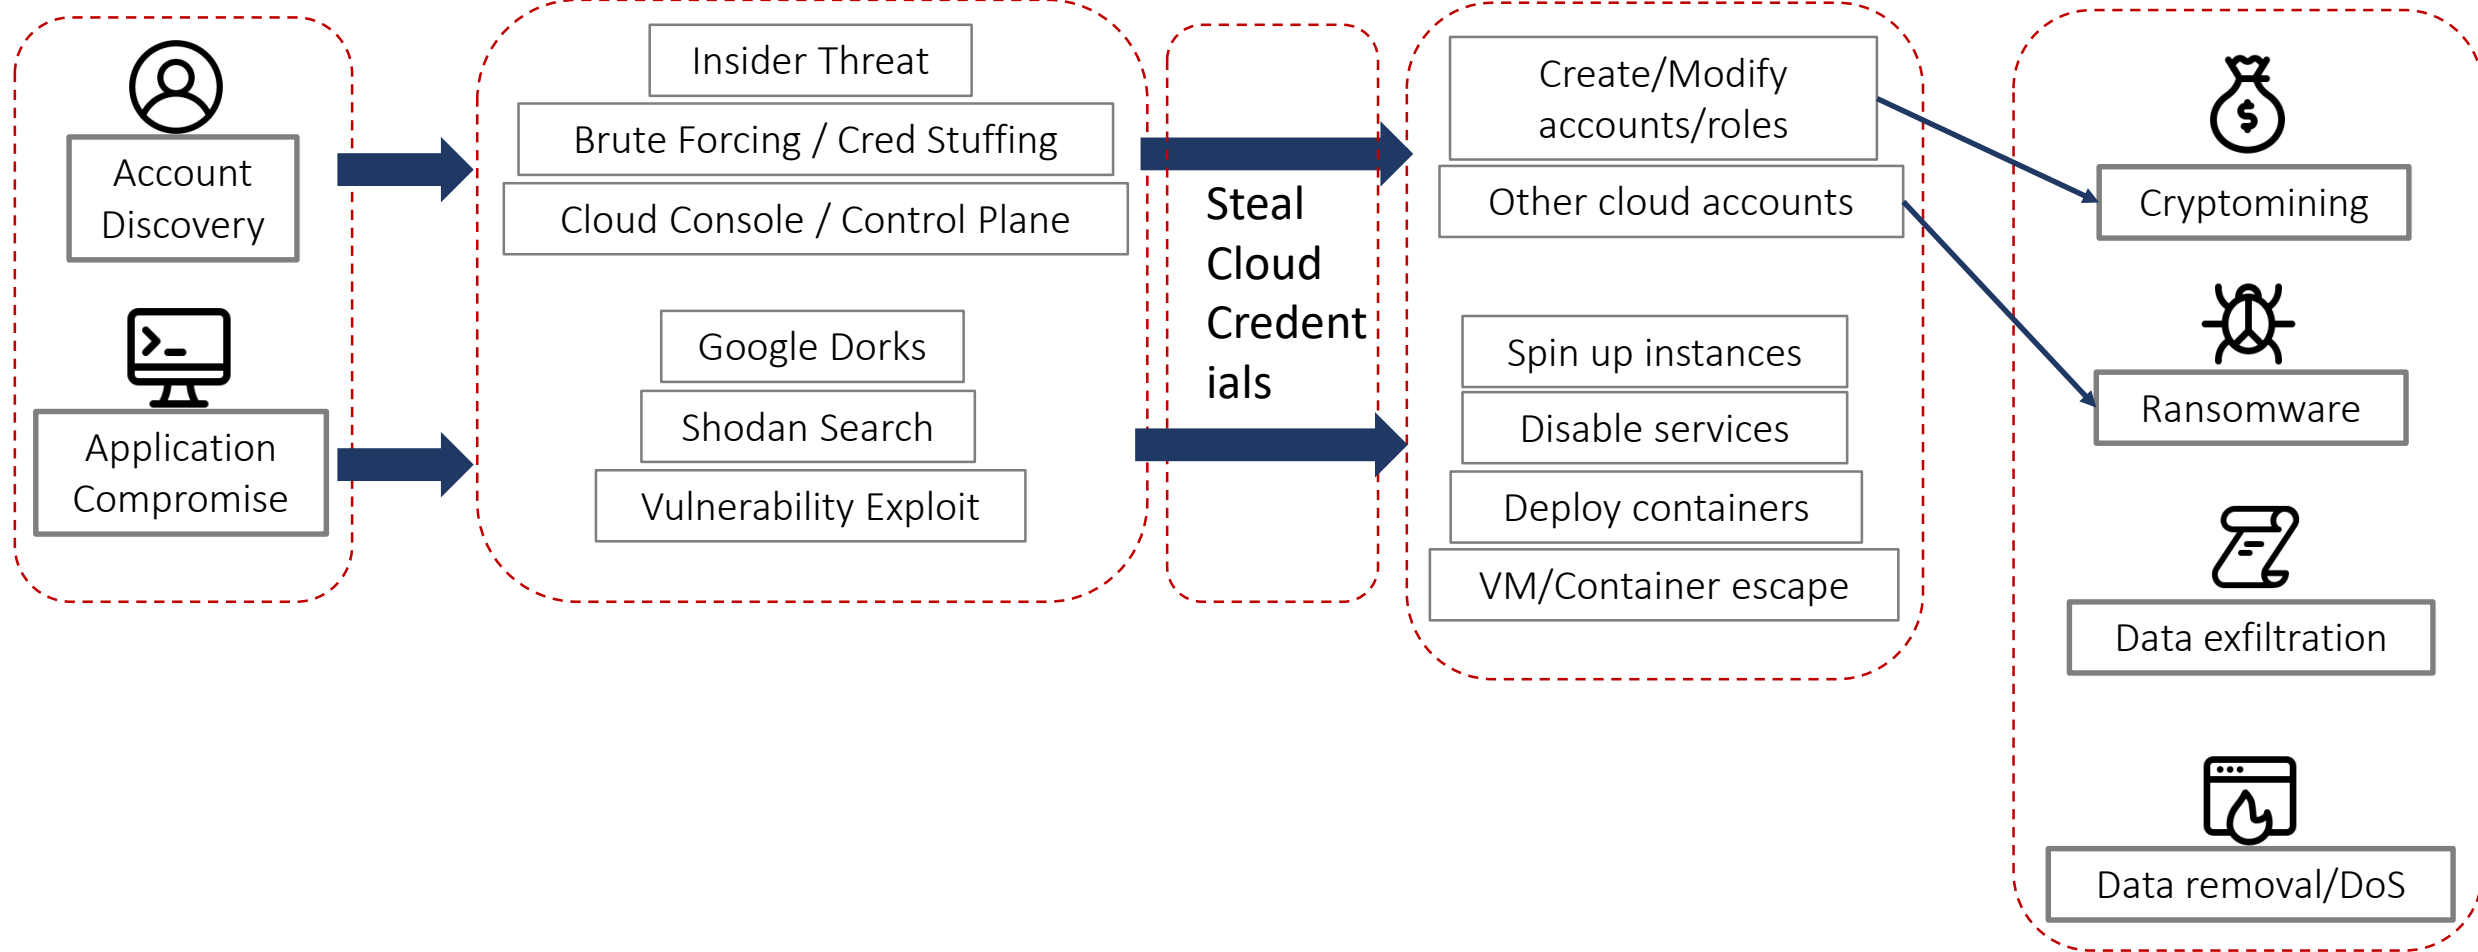 Account
Discovery
Application
Compromise
Insider Threat
Brute Forcing / Cred Stuffing
Cloud Console / Control Plane
Google Dorks
Shodan Search
Vulnerability Exploit
Steal
Cloud
Credent
ials
Create/Modify
accounts/roles
Other cloud accounts
Spin up instances
Disable services
Deploy containers
VM/Container escape
$
Cryptomining
Ransomware
Data exfiltration
Data removal/DoS